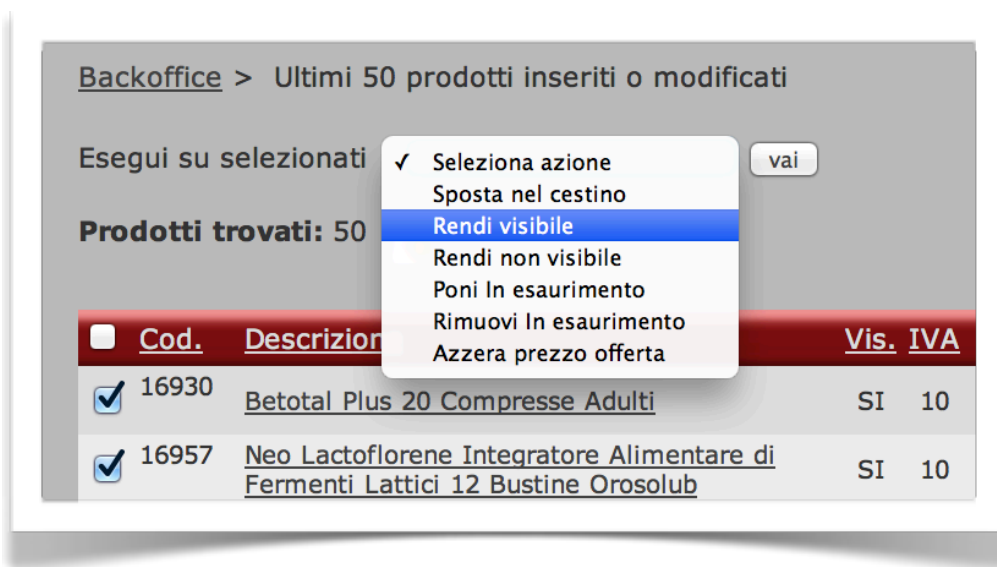 Backoffice > Ultimi 50 prodotti inseriti o modificati
Esegui su selezionati
✓ Seleziona azione
vai
Sposta nel cestino
Rendi visibile
Rendi non visibile
Poni In esaurimento
Rimuovi In esaurimento
Azzera prezzo offerta
Prodotti trovati: 50
Cod. Descrizion Vis. IVA
16930 Betotal Plus 20 Compresse Adulti SI 10
16957 Neo Lactoflorene Integratore Alimentare di SI 10
Fermenti Lattici 12 Bustine Orosolub